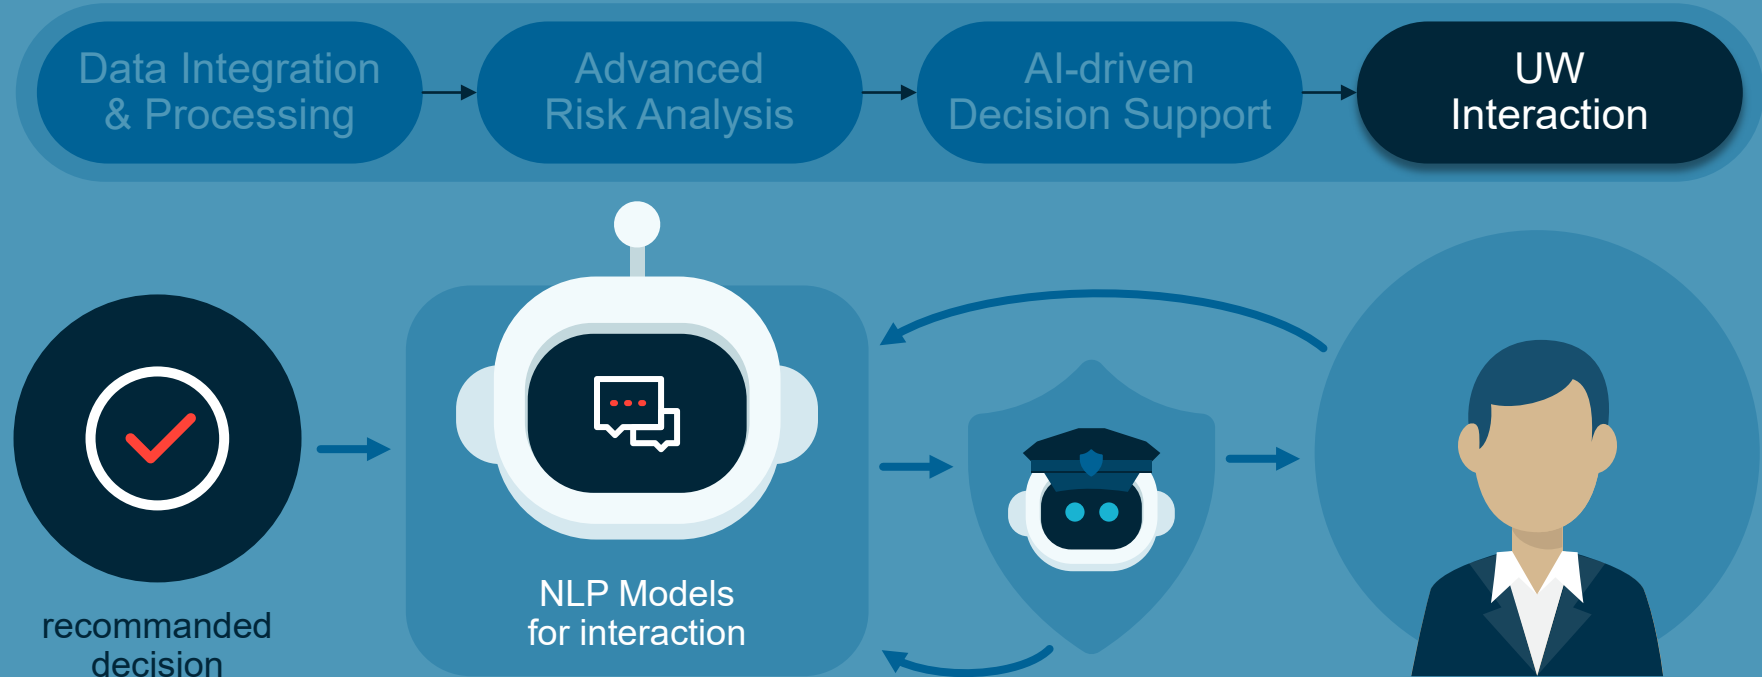 Data Integration
& Processing
Advanced
Risk Analysis
AI-driven
Decision Support
UW
Interaction
NLP Models
for interaction
recommanded
decision